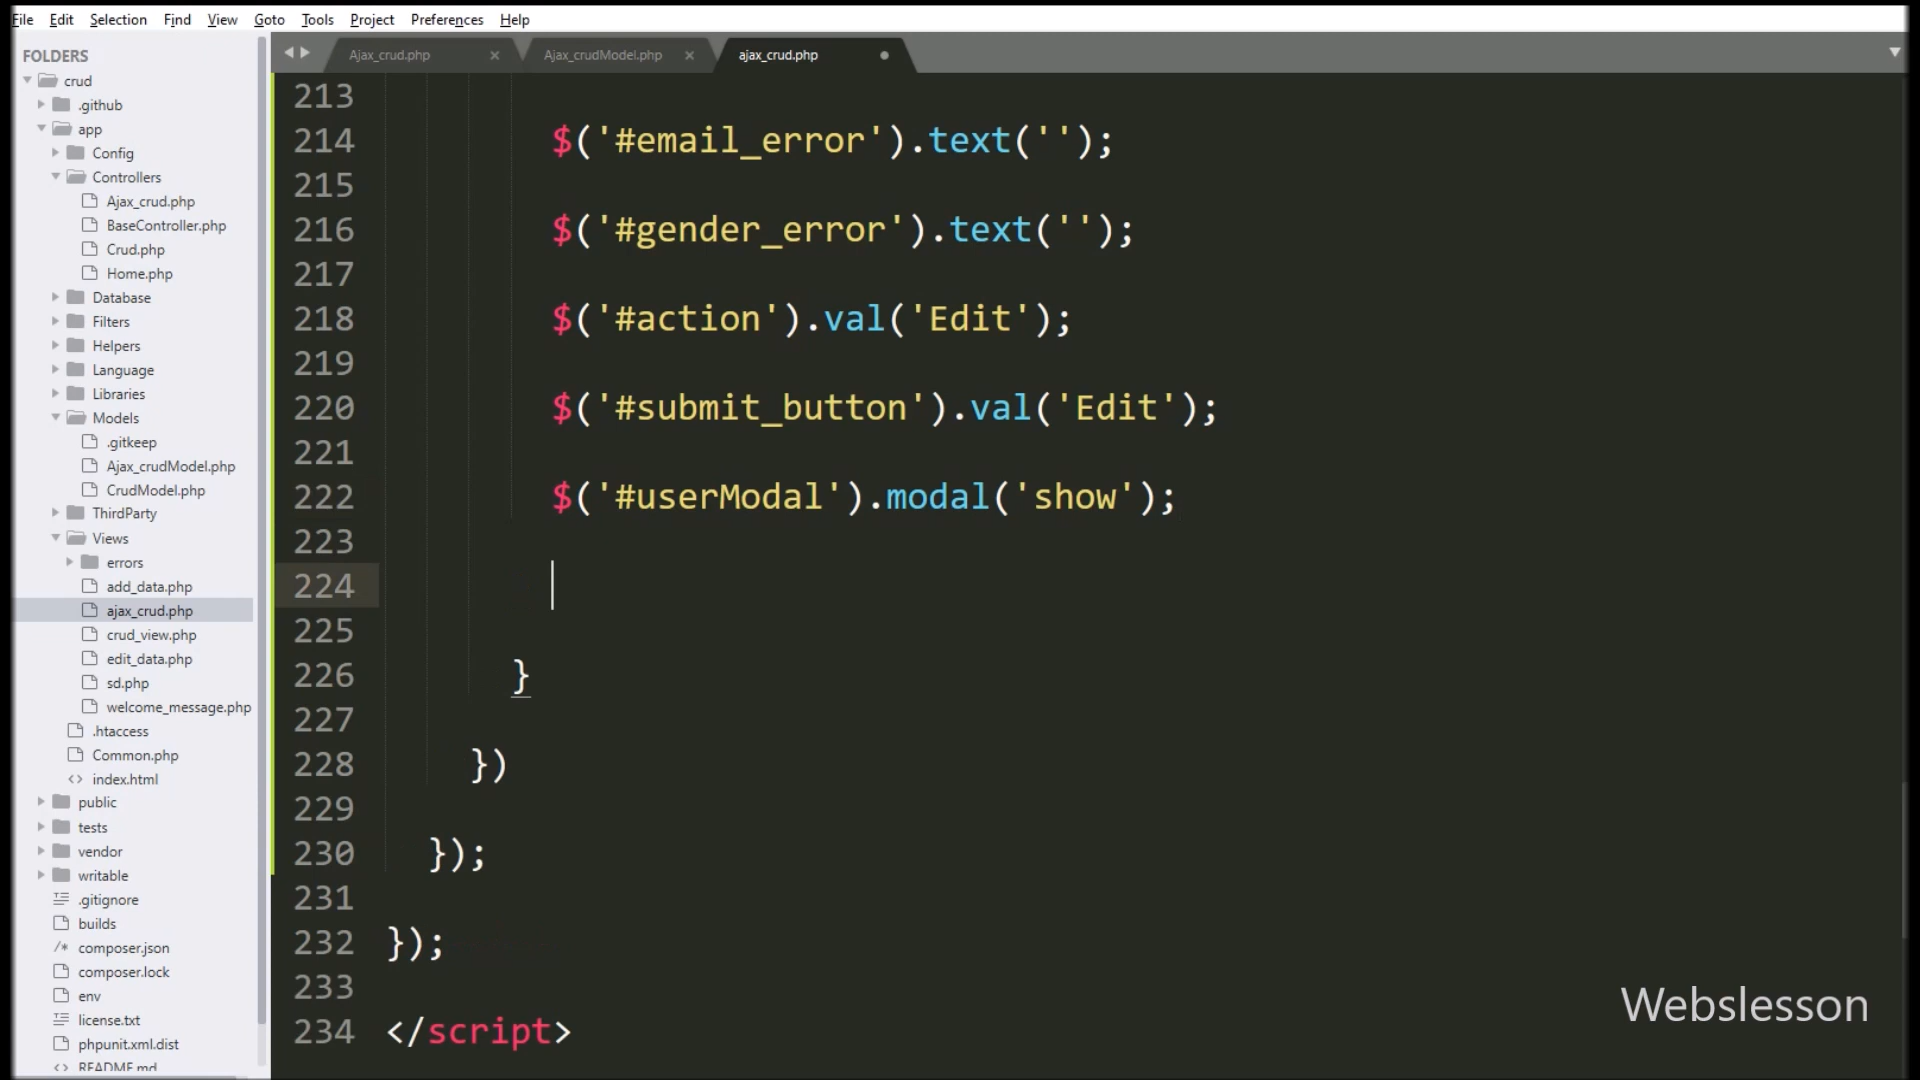 File Edit Selection Find View Goto Tools Project Preferences Help
FOLDERS
crud
.github
app
Config
Controllers
Ajax_crud.php
BaseController.php
Crud.php
Home.php
Database
Filters
Helpers
Language
Libraries
Models
.gitkeep
Ajax_crudModel.php
CrudModel.php
ThirdParty
Views
errors
add_data.php
ajax_crud.php
crud_view.php
edit_data.php
sd.php
welcome_message.php
.htaccess
Common.php
<> index.html
public
tests
vendor
writable
.gitignore
builds
/* composer.json
composer.lock
env
license.txt
phpunit.xml.dist
<> README.md
Ajax_crud.php × Ajax_crudModel.php × ajax_crud.php
213
214 $('#email_error').text('');
215
216 $('#gender_error').text('');
217
218 $('#action').val('Edit');
219
220 $('#submit_button').val('Edit');
221
222 $('#userModal').modal('show');
223
224
225
226 }
227
228 })
229
230 });
231
232 });
233
234 </script>
Webslesson